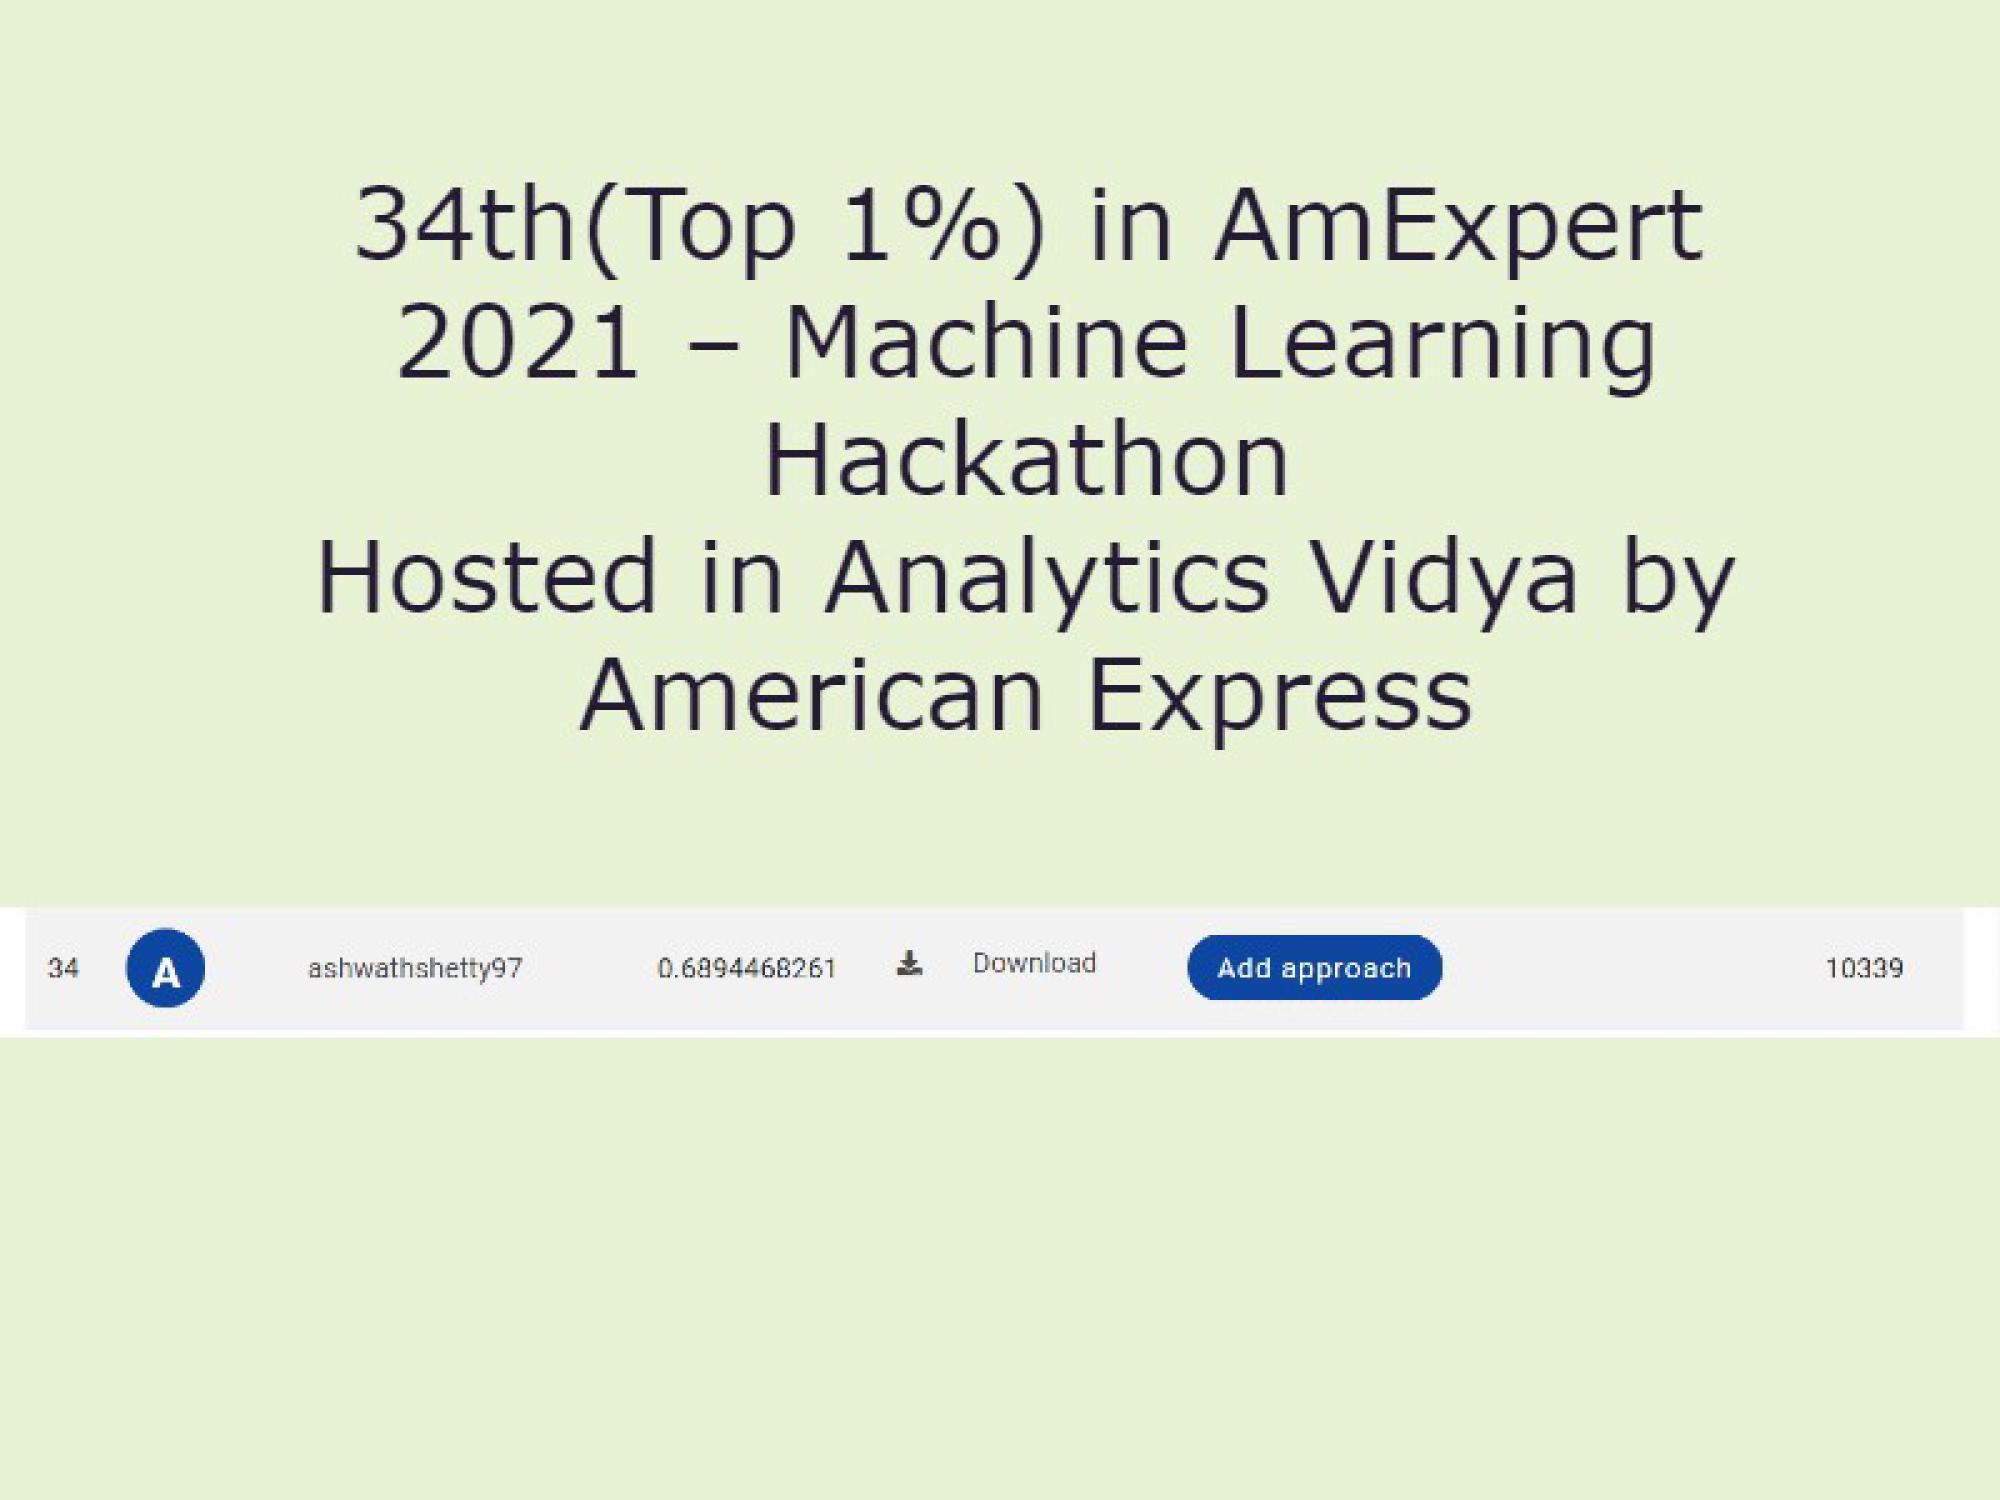 34th(Top 1%) in AmExpert
2021 – Machine Learning
Hackathon
Hosted in Analytics Vidya by
American Express
34 A ashwathshetty97 0.6894468261 Download Add approach 10339